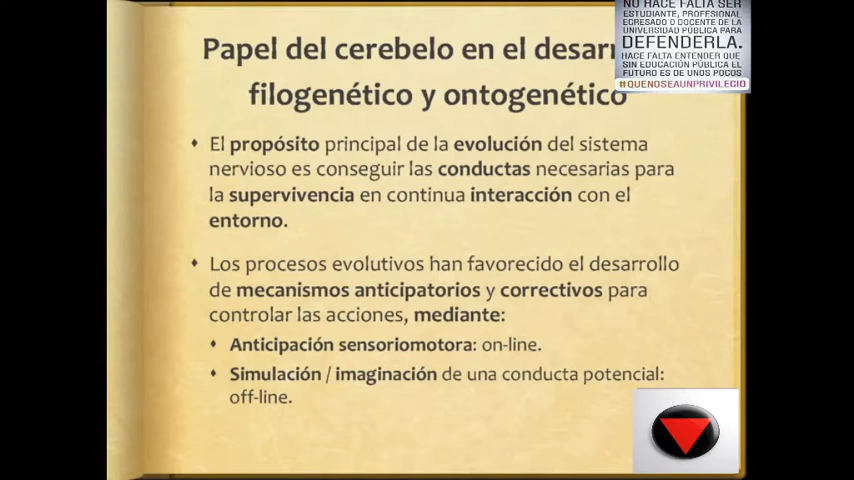 Papel del cerebelo en el
filogenético y ontogenético
El propósito principal de la evolución del sistema
nervioso es conseguir las conductas necesarias para
la supervivencia en continua interacción con el
entorno.
Los procesos evolutivos han favorecido el desarrollo
de mecanismos anticipatorios y correctivos para
controlar las acciones, mediante:
Anticipación sensoriomotora: on-line.
Simulación / imaginación de una conducta potencial:
off-line.
NO HACE FALTA SER
ESTUDIANTE, PROFESIONAL
EGRESADO O DOCENTE DE LA
UNIVERSIDAD PÚBLICA PARA
DEFENDERLA.
HACE FALTA ENTENDER QUE
SIN EDUCACIÓN PÚBLICA EL
FUTURO ES DE UNOS POCOS
#QUENOSEAUNPRIVILEGIO